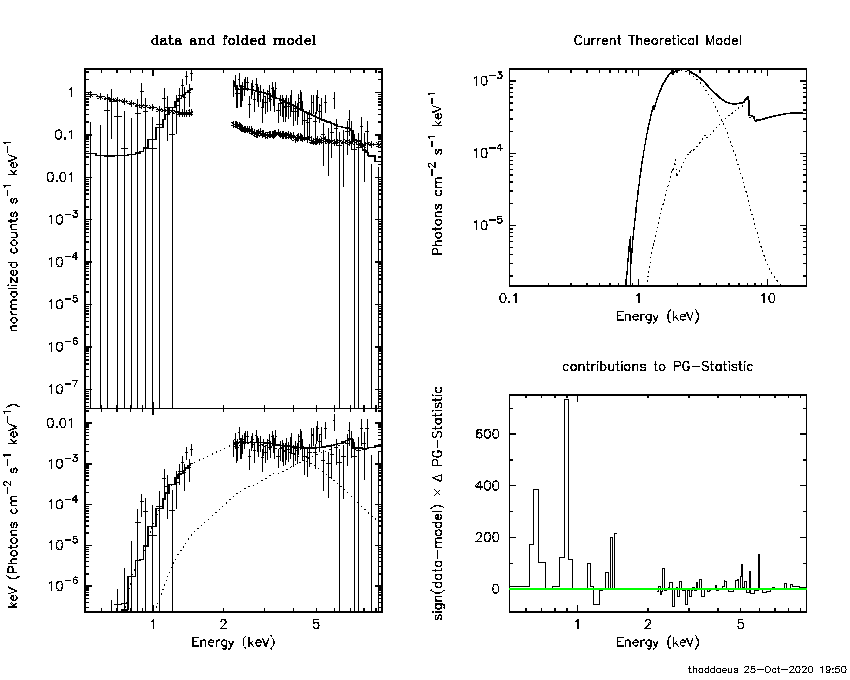 data and folded model
normalized counts s⁻¹ keV⁻¹
1
0.1
0.01
10⁻³
10⁻⁴
10⁻⁵
10⁻⁶
10⁻⁷
keV (Photons cm⁻² s⁻¹ keV⁻¹)
0.01
10⁻³
10⁻⁴
10⁻⁵
10⁻⁶
1 2 5
Energy (keV)
Current Theoretical Model
Photons cm⁻² s⁻¹ keV⁻¹
10⁻³
10⁻⁴
10⁻⁵
0.1 1 10
Energy (keV)
contributions to PG-Statistic
sign(data-model) × Δ PG-Statistic
600
400
200
0
1 2 5
Energy (keV)
thaddaeus 25-Oct-2020 19:50